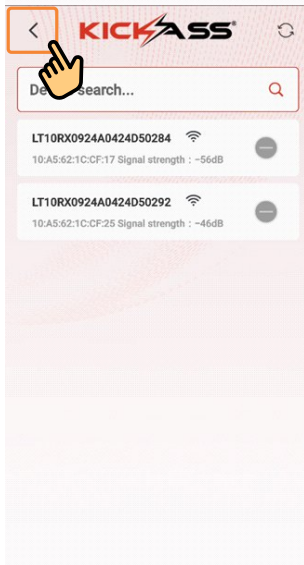 KICKASS
search...
LT10RX0924A0424D50284
10:A5:62:1C:CF:17 Signal strength : -56dB
LT10RX0924A0424D50292
10:A5:62:1C:CF:25 Signal strength : -46dB